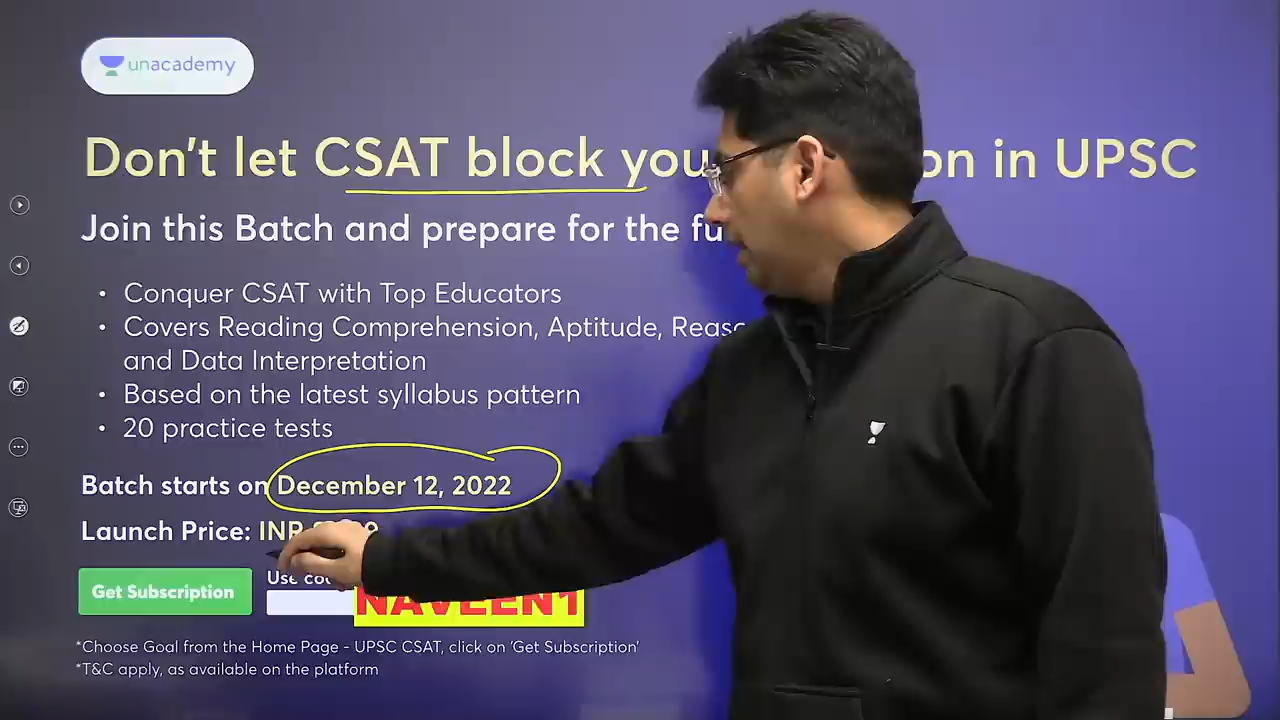 unacademy
Don't let CSAT block you on in UPSC
Join this Batch and prepare for the fu
• Conquer CSAT with Top Educators
• Covers Reading Comprehension, Aptitude, Reaso
and Data Interpretation
• Based on the latest syllabus pattern
• 20 practice tests
Batch starts on December 12, 2022
Launch Price: INR
Get Subscription
Use co
NAVEEN1
*Choose Goal from the Home Page - UPSC CSAT, click on 'Get Subscription'
*T&C apply, as available on the platform